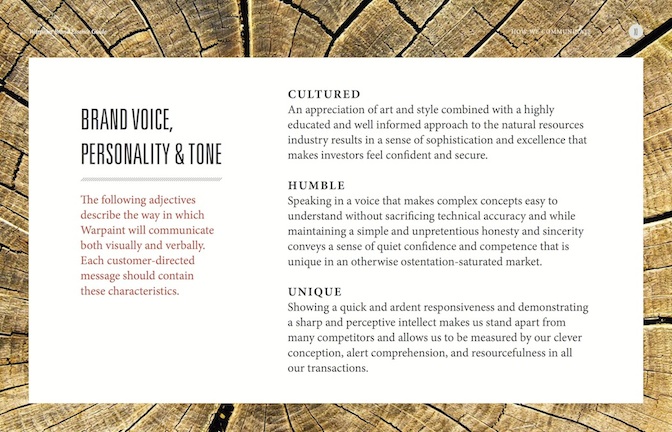 HOW WE COMMUNICATE
BRAND VOICE,
PERSONALITY & TONE
The following adjectives
describe the way in which
Warpaint will communicate
both visually and verbally.
Each customer-directed
message should contain
these characteristics.
CULTURED
An appreciation of art and style combined with a highly
educated and well informed approach to the natural resources
industry results in a sense of sophistication and excellence that
makes investors feel confident and secure.
HUMBLE
Speaking in a voice that makes complex concepts easy to
understand without sacrificing technical accuracy and while
maintaining a simple and unpretentious honesty and sincerity
conveys a sense of quiet confidence and competence that is
unique in an otherwise ostentation-saturated market.
UNIQUE
Showing a quick and ardent responsiveness and demonstrating
a sharp and perceptive intellect makes us stand apart from
many competitors and allows us to be measured by our clever
conception, alert comprehension, and resourcefulness in all
our transactions.